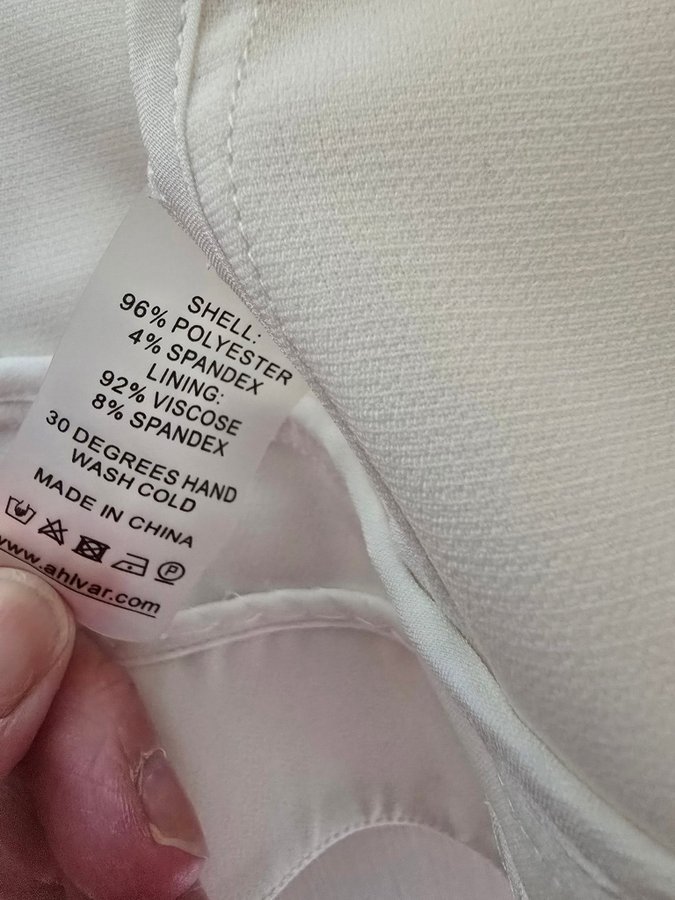 SHELL:
96% POLYESTER
4% SPANDEX
LINING:
92% VISCOSE
8% SPANDEX
30 DEGREES HAND
WASH COLD
MADE IN CHINA
P
www.ahlvar.com